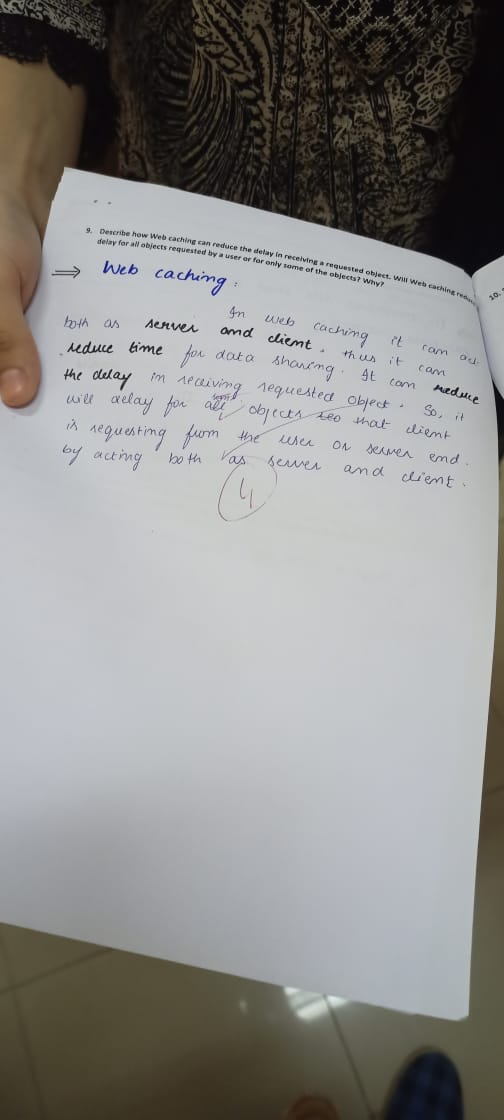 9. Describe how Web caching can reduce the delay in receiving a requested object. Will Web caching reduce
delay for all objects requested by a user or for only some of the objects? Why?
10.
⇒ Web caching :
In web caching it can act
both as server and client. thus it can
reduce time for data sharing. It can reduce
the delay in receiving requested object. So, it
will delay for all objects that client
is requesting from the user or server end.
by acting both as server and client.
4